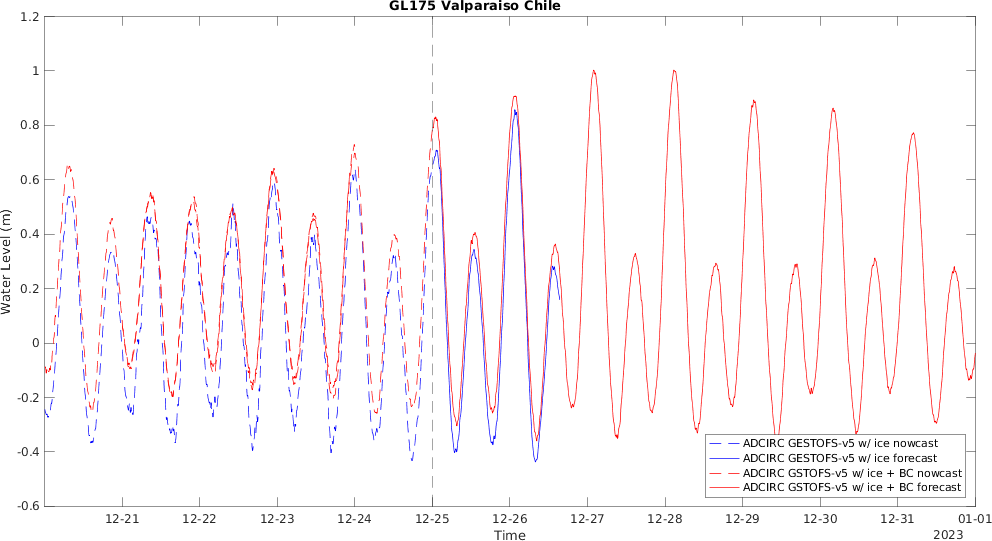 GL175 Valparaiso Chile
1.2
1
0.8
0.6
0.4
0.2
0
-0.2
-0.4
-0.6
Water Level (m)
ADCIRC GESTOFS-v5 w/ ice nowcast
ADCIRC GESTOFS-v5 w/ ice forecast
ADCIRC GSTOFS-v5 w/ ice + BC nowcast
ADCIRC GSTOFS-v5 w/ ice + BC forecast
12-21 12-22 12-23 12-24 12-25 12-26 12-27 12-28 12-29 12-30 12-31 01-01
Time
2023